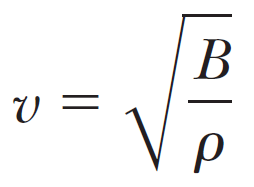 v = √(B/ρ)